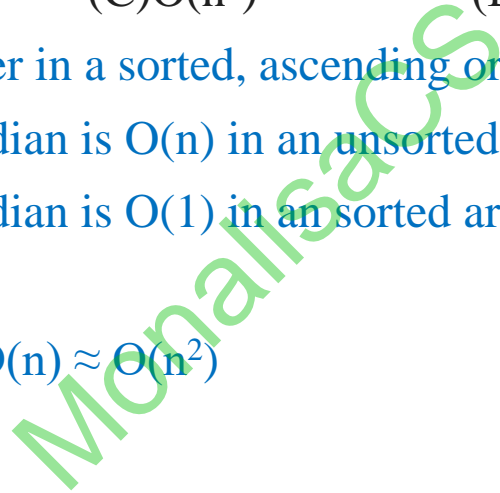 (C)O(n
er in a sorted, ascending or
dian is O(n) in an unsorted
dian is O(1) in an sorted ar
O(n) ≈ O(n²)
MonalisaCS